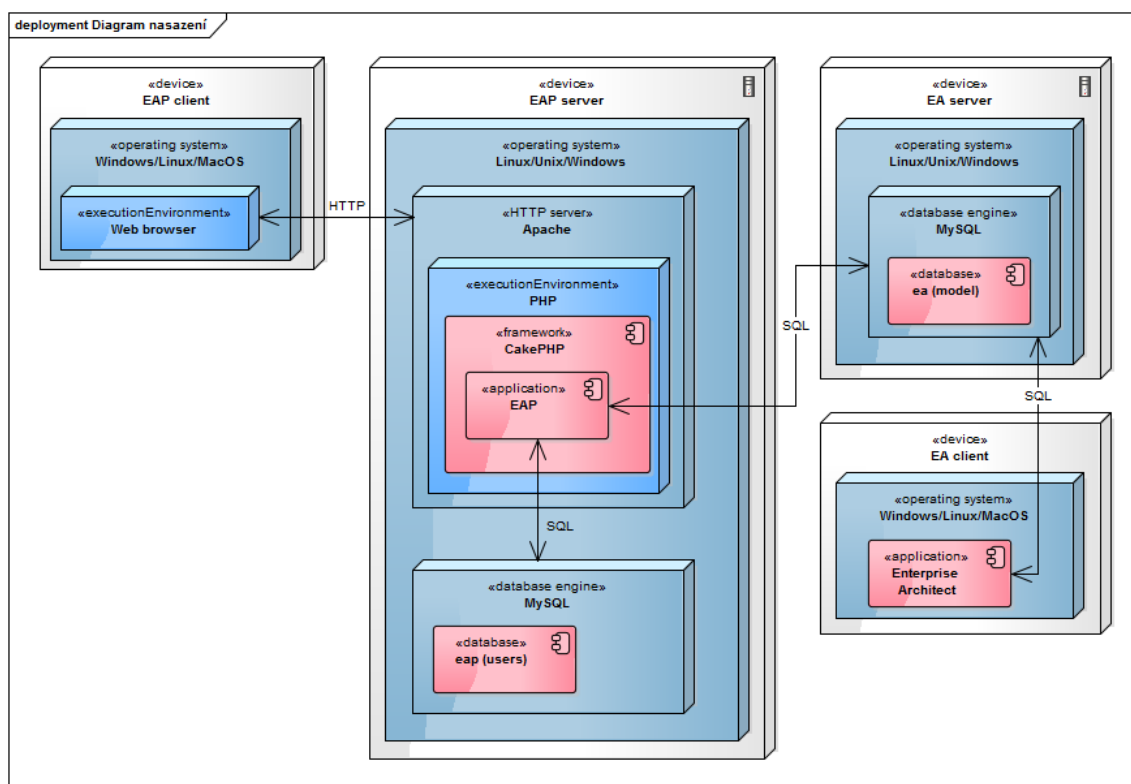 deployment Diagram nasazení
«device»
EAP client
«operating system»
Windows/Linux/MacOS
«executionEnvironment»
Web browser
HTTP
«device»
EAP server
«operating system»
Linux/Unix/Windows
«HTTP server»
Apache
«executionEnvironment»
PHP
«framework»
CakePHP
«application»
EAP
SQL
«database engine»
MySQL
«database»
eap (users)
SQL
«device»
EA server
«operating system»
Linux/Unix/Windows
«database engine»
MySQL
«database»
ea (model)
SQL
«device»
EA client
«operating system»
Windows/Linux/MacOS
«application»
Enterprise
Architect